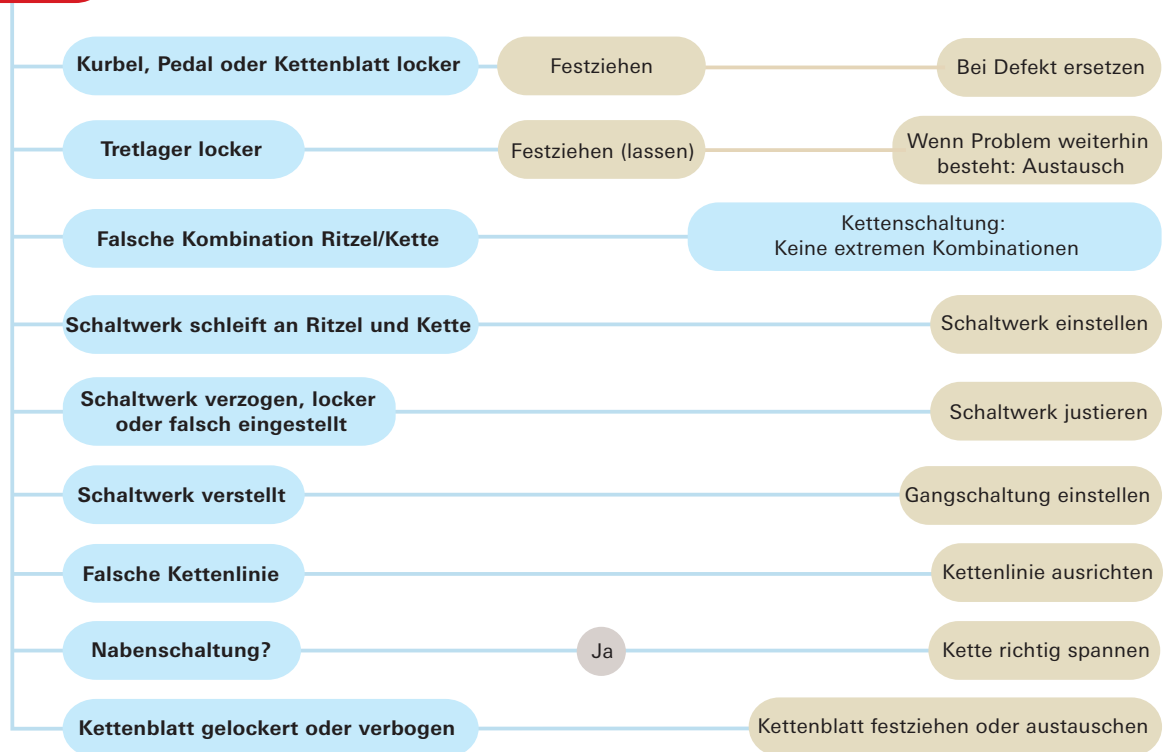 Kurbel, Pedal oder Kettenblatt locker
Festziehen
Bei Defekt ersetzen
Tretlager locker
Festziehen (lassen)
Wenn Problem weiterhin
besteht: Austausch
Falsche Kombination Ritzel/Kette
Kettenschaltung:
Keine extremen Kombinationen
Schaltwerk schleift an Ritzel und Kette
Schaltwerk einstellen
Schaltwerk verzogen, locker
oder falsch eingestellt
Schaltwerk justieren
Schaltwerk verstellt
Gangschaltung einstellen
Falsche Kettenlinie
Kettenlinie ausrichten
Nabenschaltung?
Ja
Kette richtig spannen
Kettenblatt gelockert oder verbogen
Kettenblatt festziehen oder austauschen